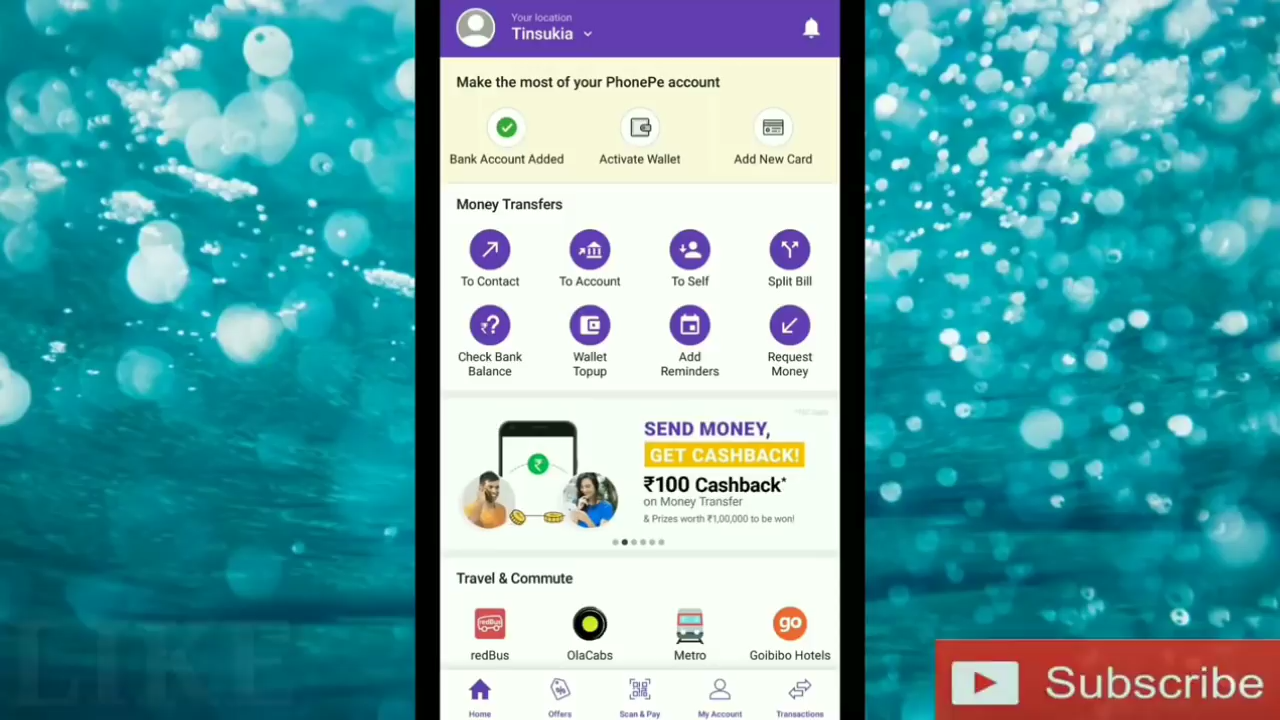 Your location
Tinsukia
Make the most of your PhonePe account
Bank Account Added
Activate Wallet
Add New Card
Money Transfers
To Contact
To Account
To Self
Split Bill
Check Bank
Balance
Wallet
Topup
Add
Reminders
Request
Money
SEND MONEY,
GET CASHBACK!
₹100 Cashback*
on Money Transfer
& Prizes worth ₹1,00,000 to be won!
Travel & Commute
redBus
redBus
OlaCabs
Metro
go
Goibibo Hotels
Home
Offers
Scan & Pay
My Account
Transactions
LIKE
Subscribe